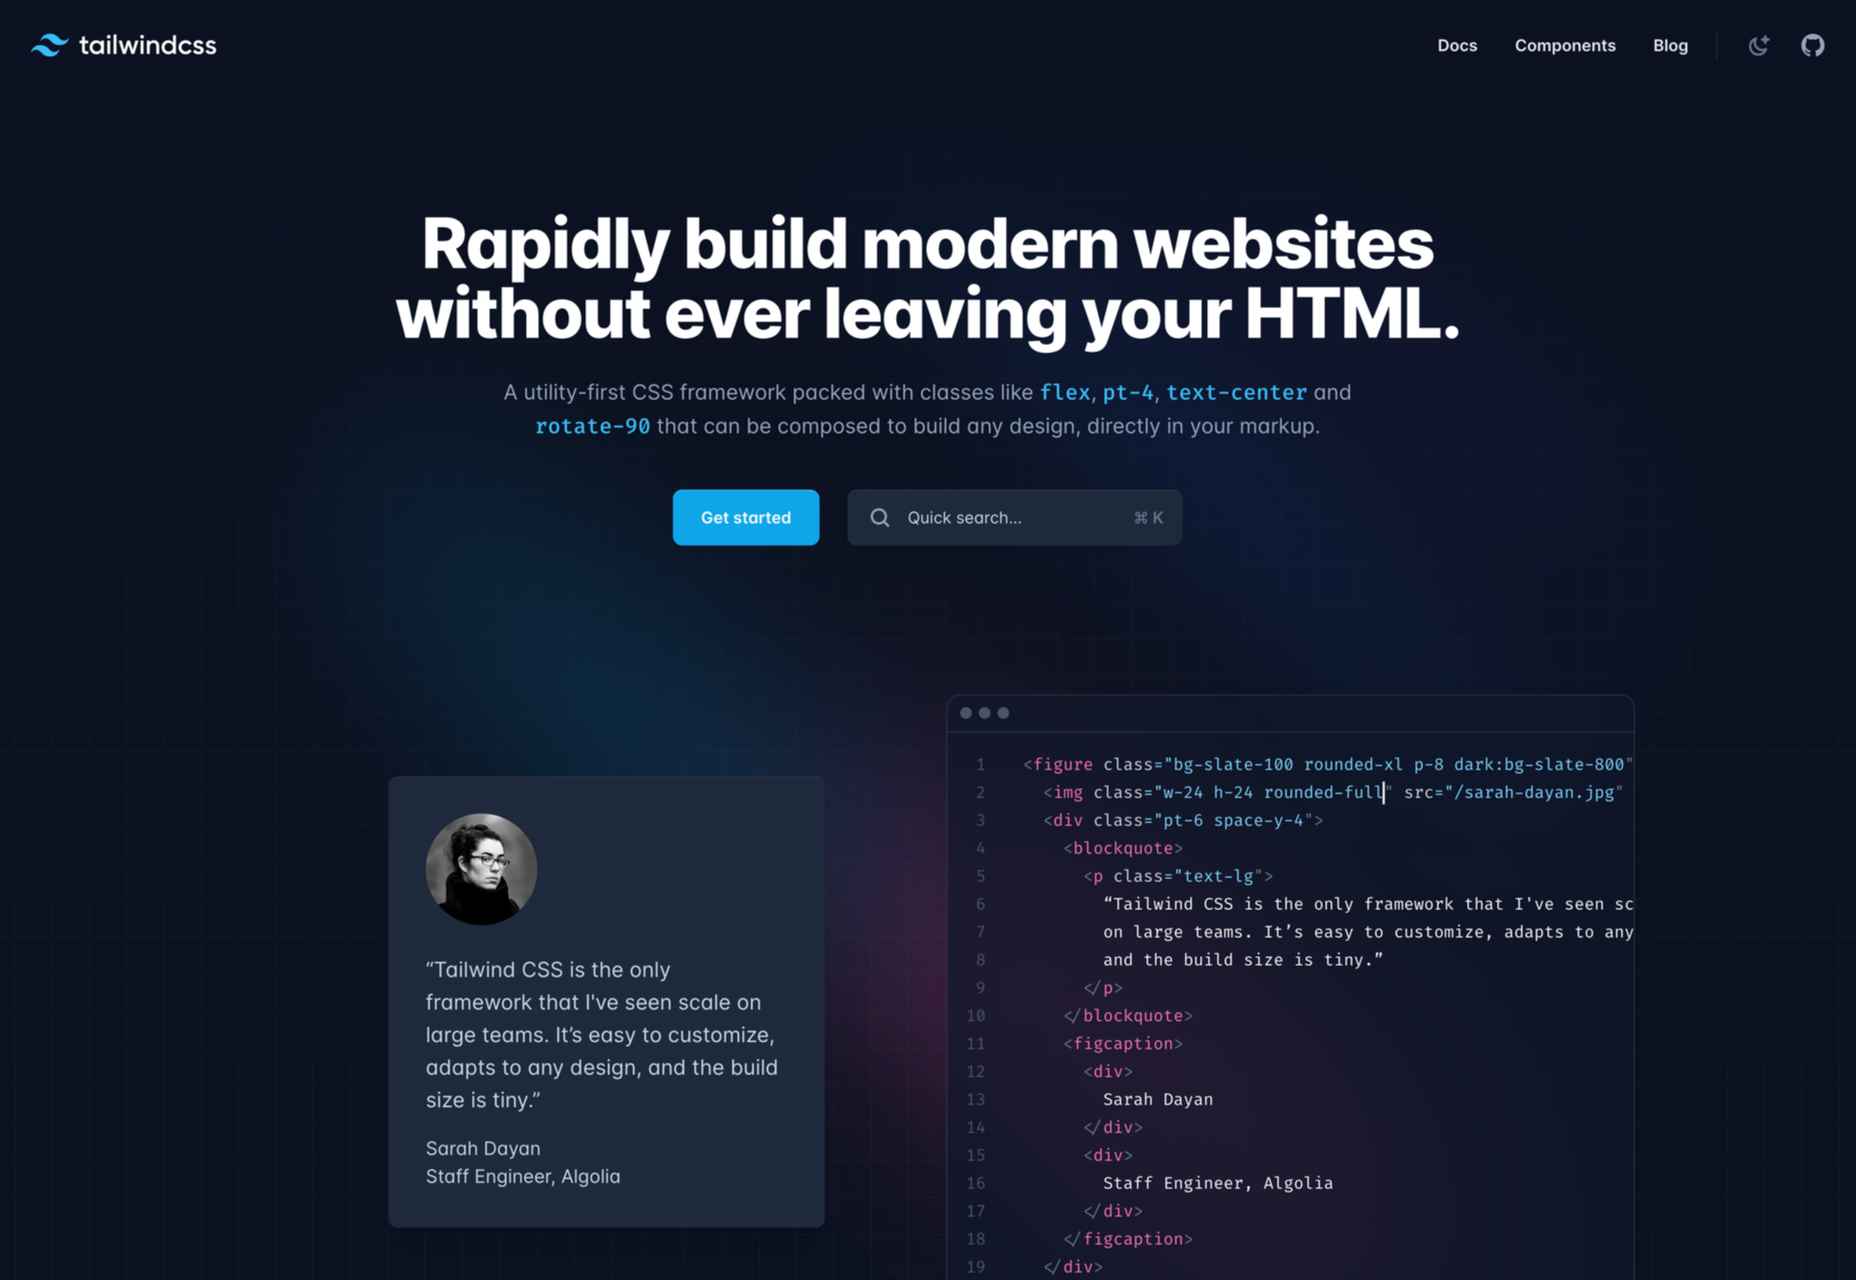 tailwindcss
Docs Components Blog
Rapidly build modern websites
without ever leaving your HTML.
A utility-first CSS framework packed with classes like flex, pt-4, text-center and
rotate-90 that can be composed to build any design, directly in your markup.
Get started
Quick search... ⌘ K
“Tailwind CSS is the only
framework that I've seen scale on
large teams. It’s easy to customize,
adapts to any design, and the build
size is tiny.”
Sarah Dayan
Staff Engineer, Algolia
1 <figure class="bg-slate-100 rounded-xl p-8 dark:bg-slate-800"
2 <img class="w-24 h-24 rounded-full" src="/sarah-dayan.jpg"
3 <div class="pt-6 space-y-4">
4 <blockquote>
5 <p class="text-lg">
6 “Tailwind CSS is the only framework that I've seen sc
7 on large teams. It’s easy to customize, adapts to any
8 and the build size is tiny.”
9 </p>
10 </blockquote>
11 <figcaption>
12 <div>
13 Sarah Dayan
14 </div>
15 <div>
16 Staff Engineer, Algolia
17 </div>
18 </figcaption>
19 </div>